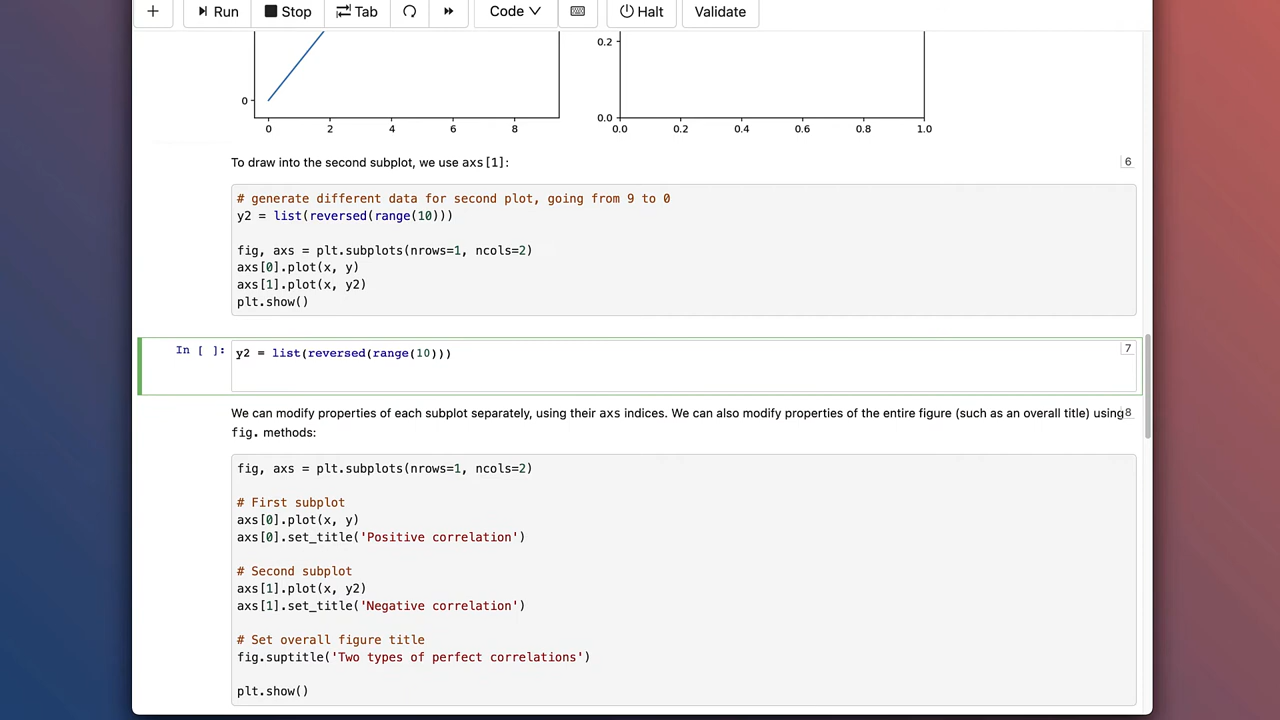 + Run Stop Tab Code Halt Validate
0.2
0 0.0
0 2 4 6 8 0.0 0.2 0.4 0.6 0.8 1.0
To draw into the second subplot, we use axs[1]: 6
# generate different data for second plot, going from 9 to 0
y2 = list(reversed(range(10)))
fig, axs = plt.subplots(nrows=1, ncols=2)
axs[0].plot(x, y)
axs[1].plot(x, y2)
plt.show()
In [ ]: y2 = list(reversed(range(10))) 7
We can modify properties of each subplot separately, using their axs indices. We can also modify properties of the entire figure (such as an overall title) using 8
fig. methods:
fig, axs = plt.subplots(nrows=1, ncols=2)
# First subplot
axs[0].plot(x, y)
axs[0].set_title('Positive correlation')
# Second subplot
axs[1].plot(x, y2)
axs[1].set_title('Negative correlation')
# Set overall figure title
fig.suptitle('Two types of perfect correlations')
plt.show()